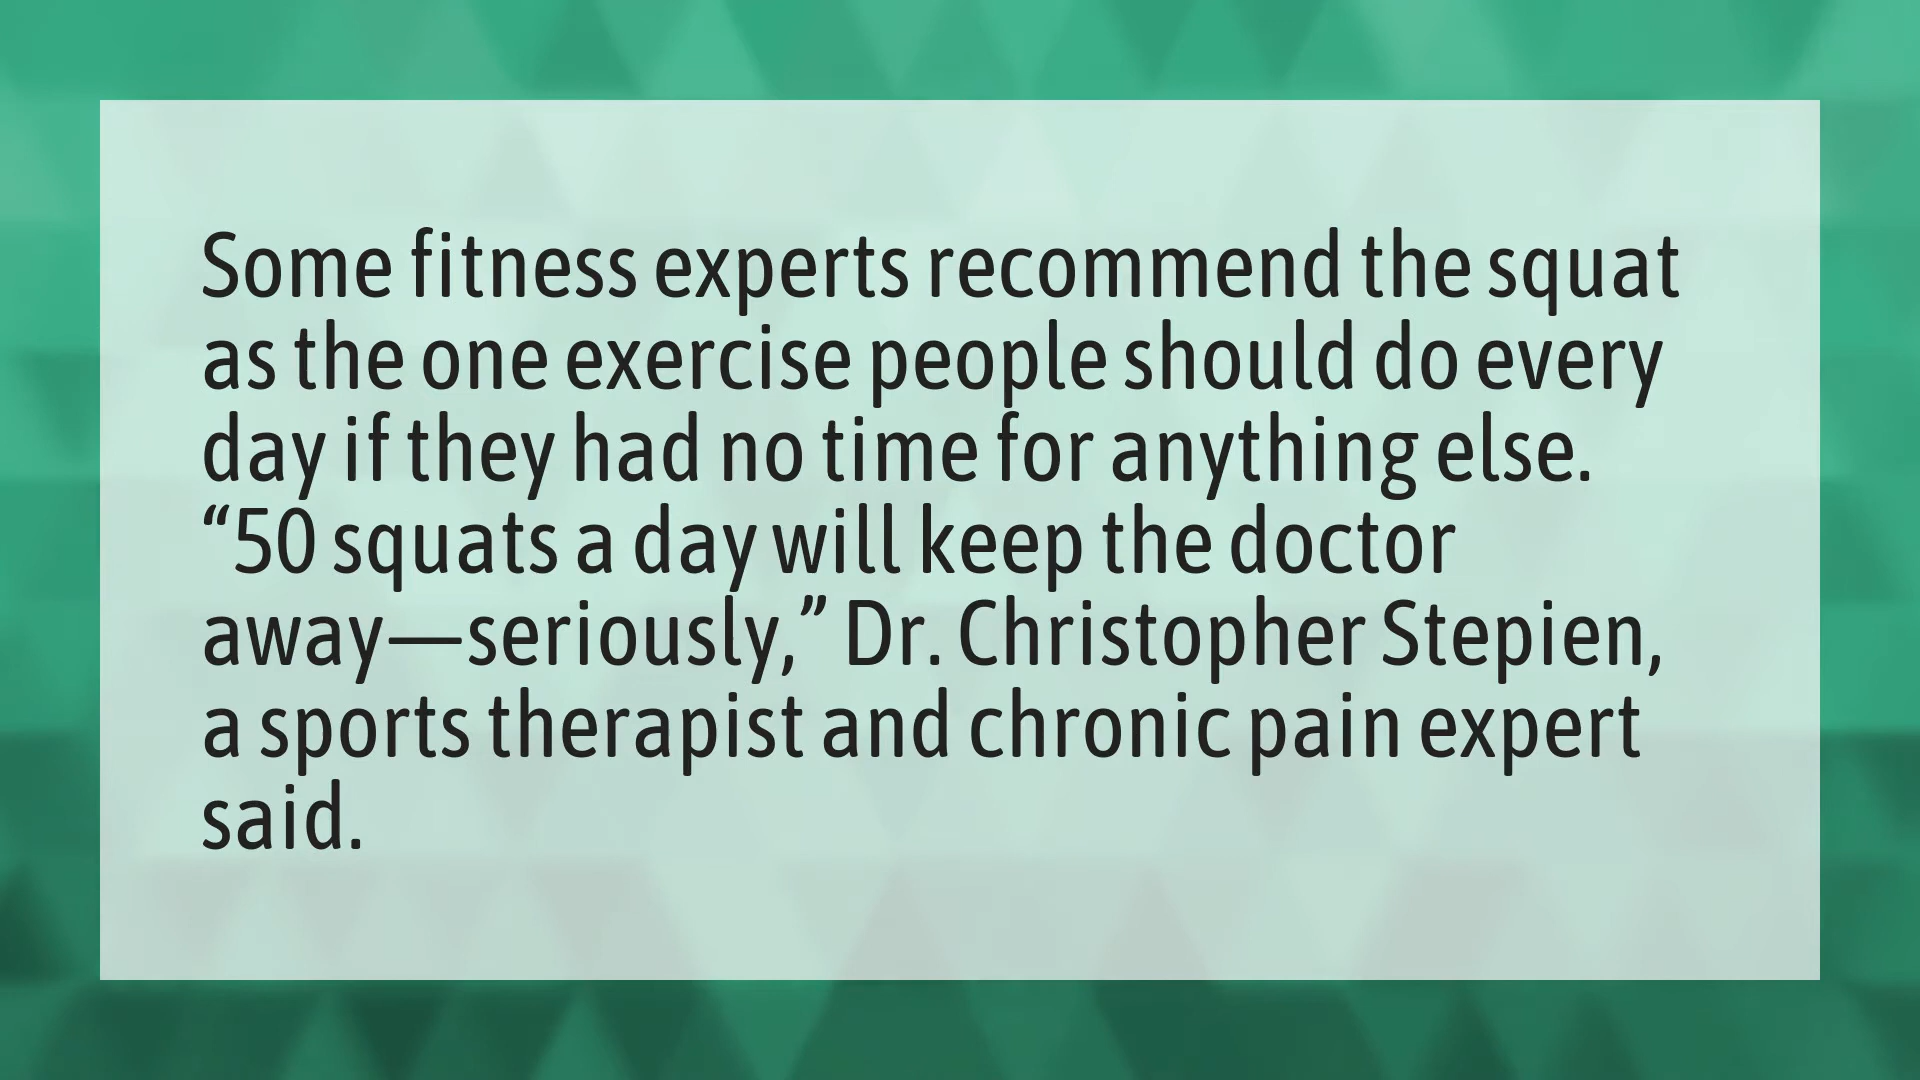 Some fitness experts recommend the squat
as the one exercise people should do every
day if they had no time for anything else.
“50 squats a day will keep the doctor
away—seriously,” Dr. Christopher Stepien,
a sports therapist and chronic pain expert
said.